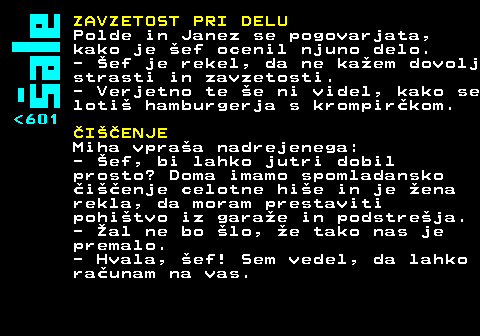 šale
<601
ZAVZETOST PRI DELU
Polde in Janez se pogovarjata,
kako je šef ocenil njuno delo.
- Šef je rekel, da ne kažem dovolj
strasti in zavzetosti.
- Verjetno te še ni videl, kako se
lotiš hamburgerja s krompirčkom.
ČIŠČENJE
Miha vpraša nadrejenega:
- Šef, bi lahko jutri dobil
prosto? Doma imamo spomladansko
čiščenje celotne hiše in je žena
rekla, da moram prestaviti
pohištvo iz garaže in podstrešja.
- Žal ne bo šlo, že tako nas je
premalo.
- Hvala, šef! Sem vedel, da lahko
računam na vas.